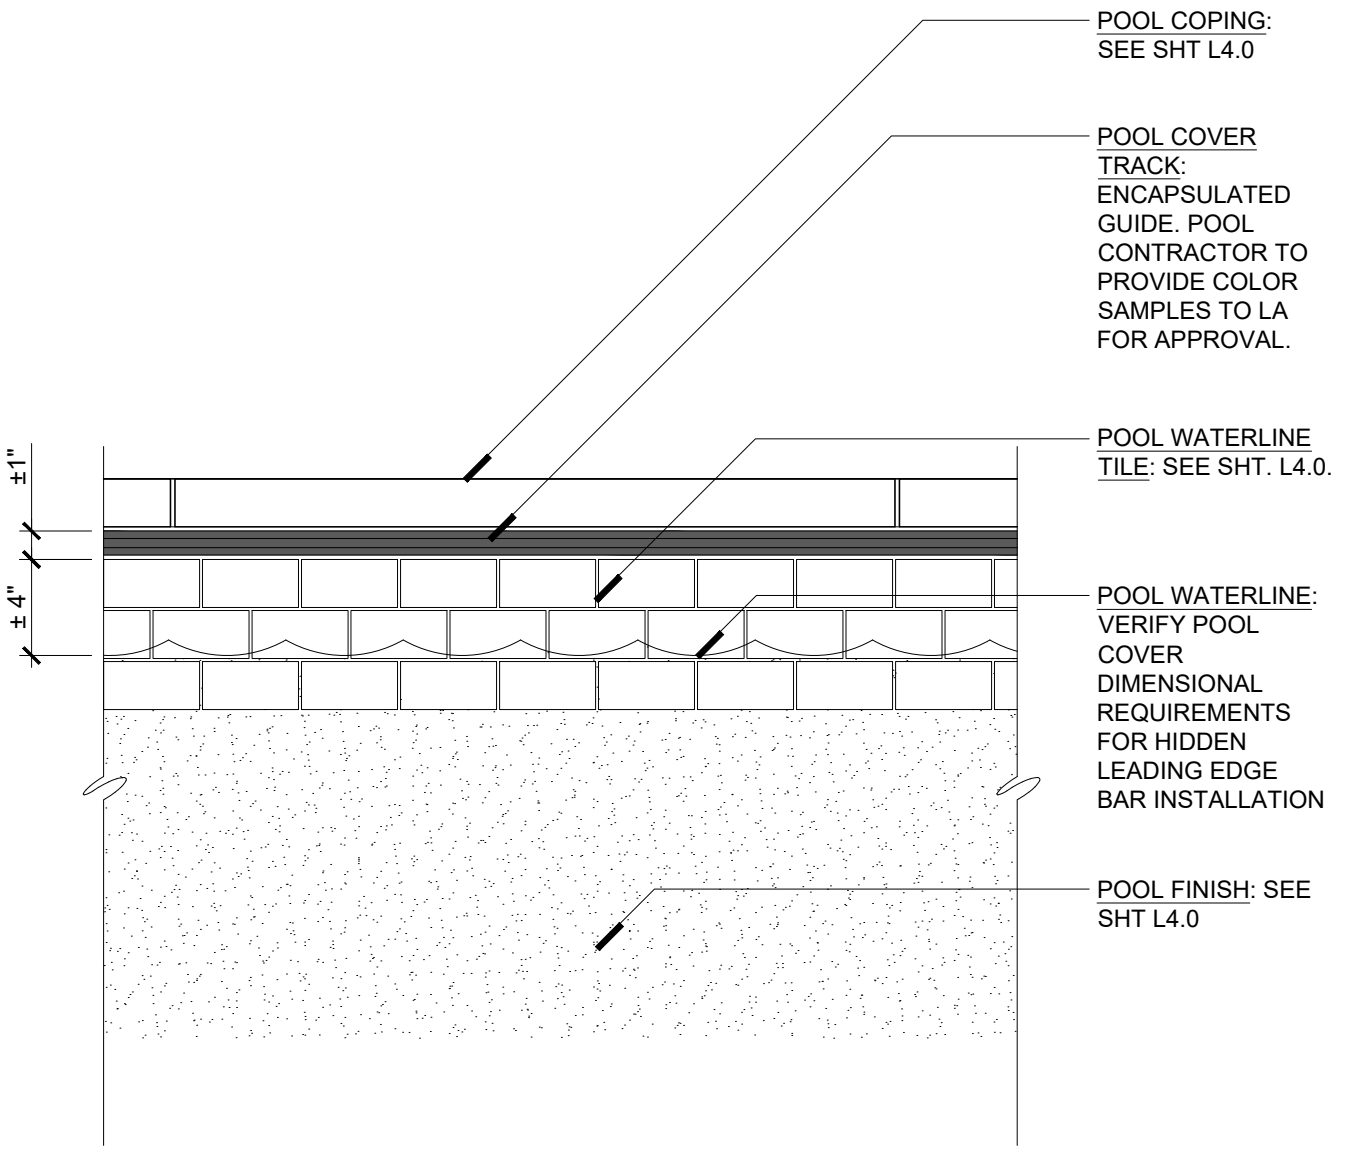 POOL COPING:
SEE SHT L4.0
POOL COVER
TRACK:
ENCAPSULATED
GUIDE. POOL
CONTRACTOR TO
PROVIDE COLOR
SAMPLES TO LA
FOR APPROVAL.
POOL WATERLINE
TILE: SEE SHT. L4.0.
±1"
± 4"
POOL WATERLINE:
VERIFY POOL
COVER
DIMENSIONAL
REQUIREMENTS
FOR HIDDEN
LEADING EDGE
BAR INSTALLATION
POOL FINISH: SEE
SHT L4.0